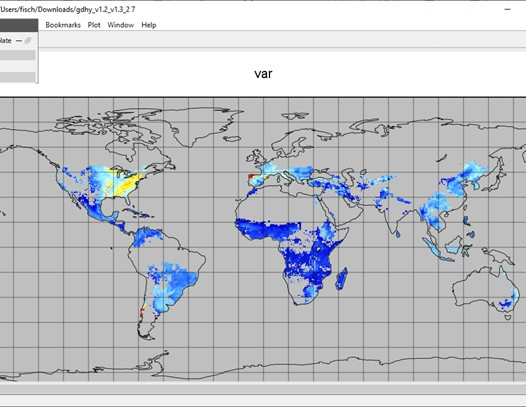 /Users/fisch/Downloads/gdhy_v1.2_v1.3_2 7
Bookmarks Plot Window Help
var